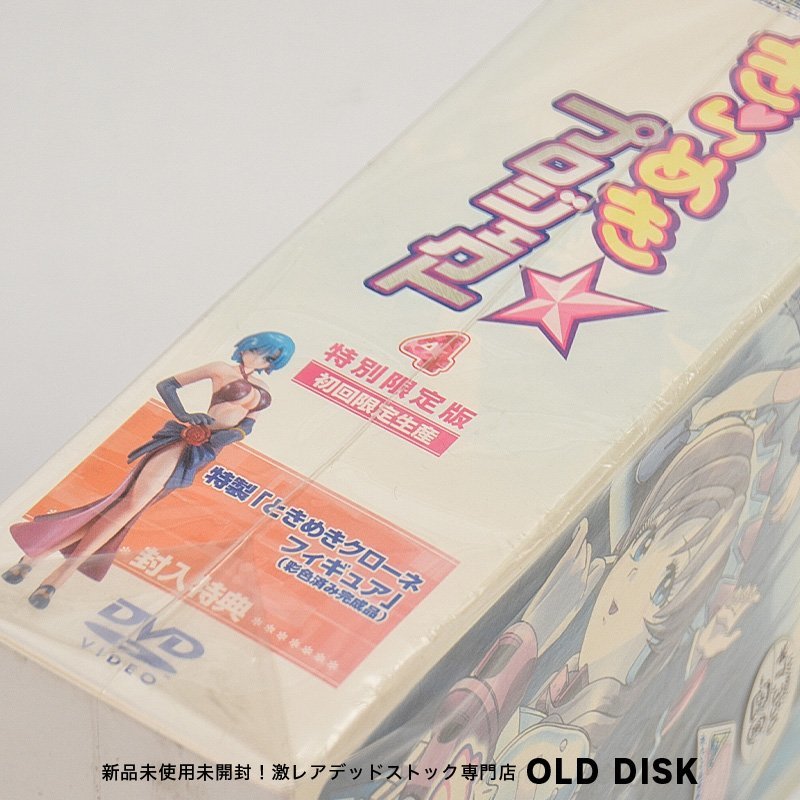 きらめき
プロジェクト
4
特別限定版
初回限定生産
特製「ときめきクローネ
フィギュア」
(彩色済み完成品)
封入特典
DVD
VIDEO
新品未使用未開封！激レアデッドストック専門店 OLD DISK